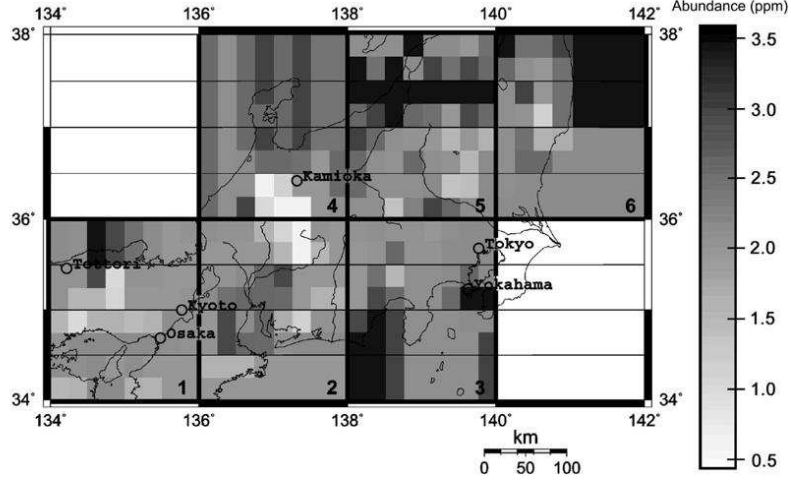 134° 136° 138° 140° 142°
Abundance (ppm)
38° 38°
3.5
3.0
Kamioka
2.5
4 5 6
36° 36°
Tokyo
2.0
Tottori
Yokahama
Kyoto
1.5
Osaka
1.0
1 2 3
34° 34°
134° 136° 138° 140° 142°
0.5
km
0 50 100